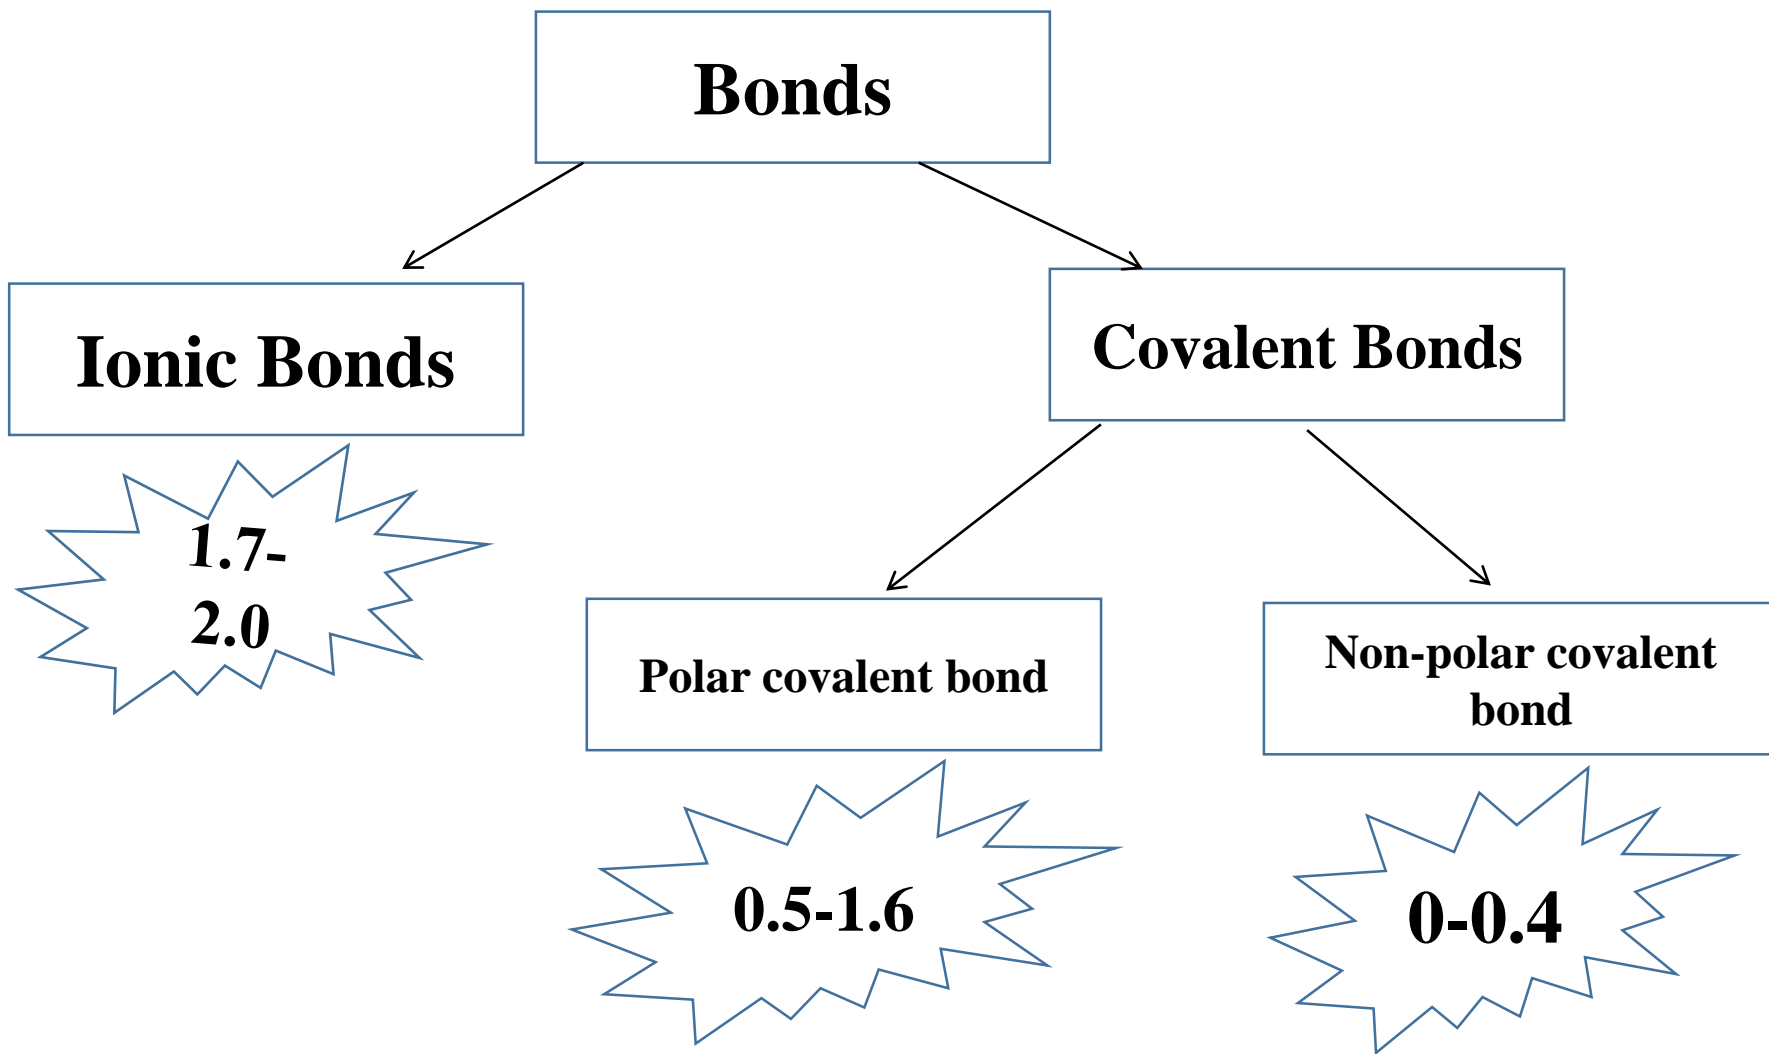 Bonds
Ionic Bonds
Covalent Bonds
1.7-
2.0
Polar covalent bond
Non-polar covalent
bond
0.5-1.6
0-0.4